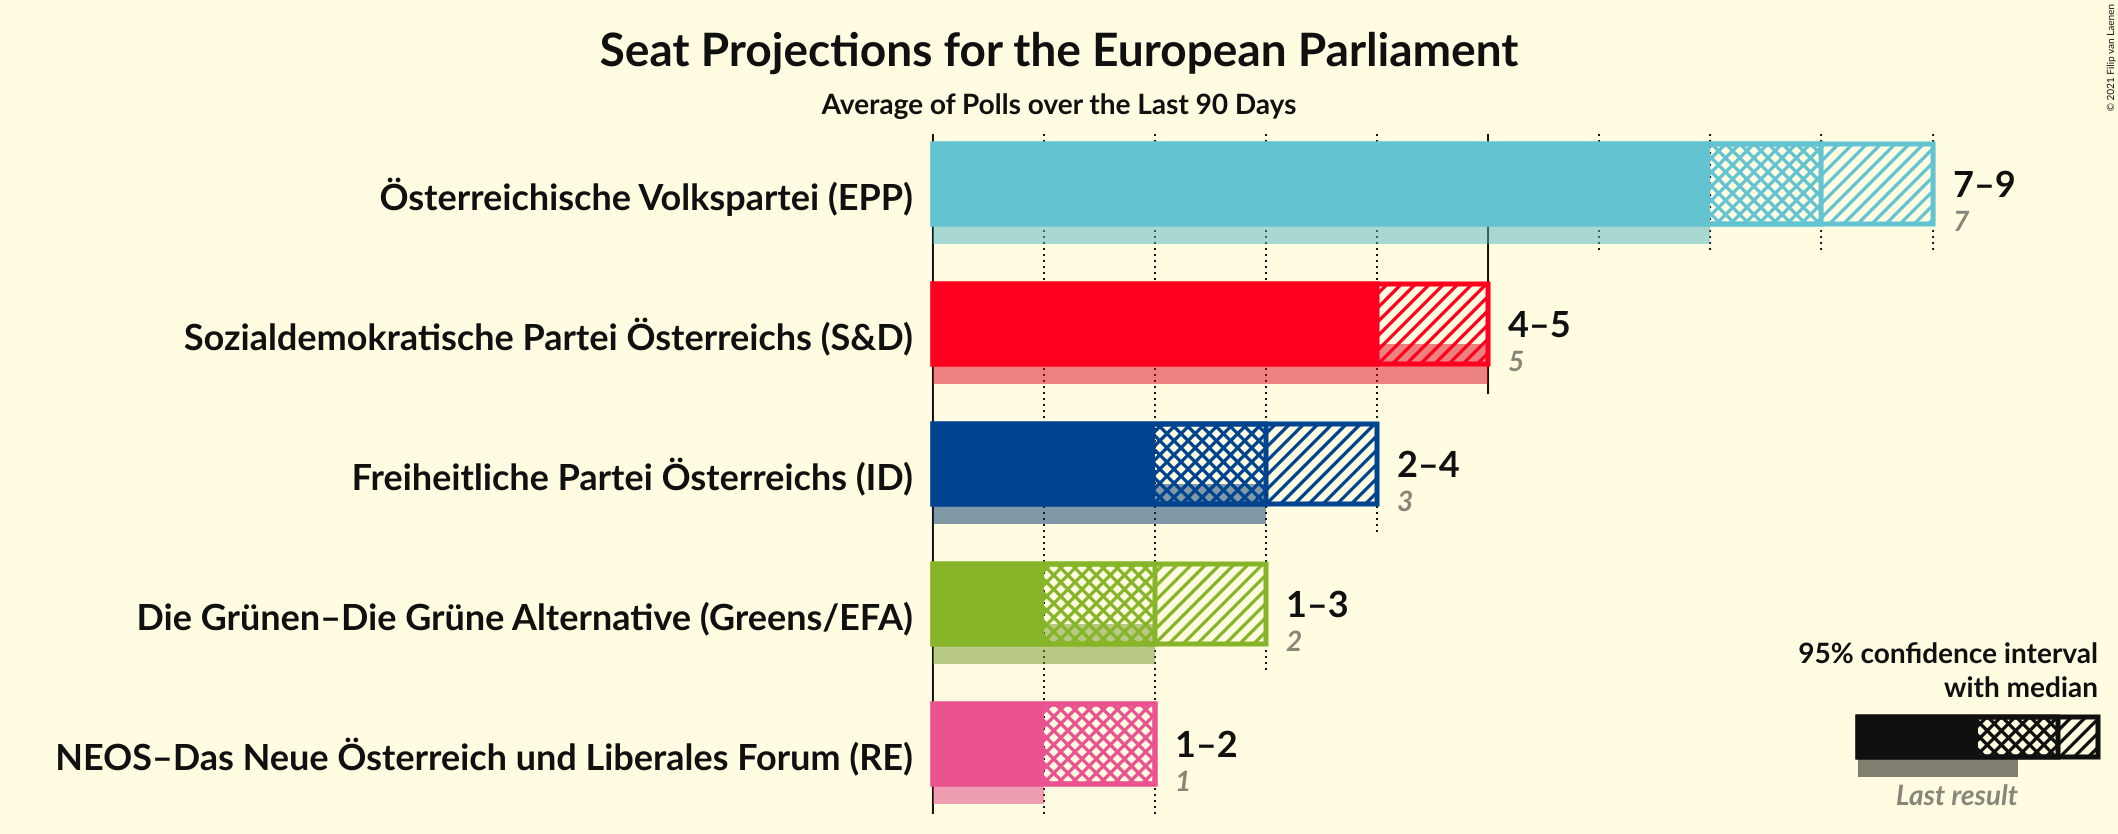 Seat Projections for the European Parliament
Average of Polls over the Last 90 Days
© 2021 Filip van Laenen
Österreichische Volkspartei (EPP)
7–9
7
Sozialdemokratische Partei Österreichs (S&D)
4–5
5
Freiheitliche Partei Österreichs (ID)
2–4
3
Die Grünen–Die Grüne Alternative (Greens/EFA)
1–3
2
NEOS–Das Neue Österreich und Liberales Forum (RE)
1–2
1
95% confidence interval
with median
Last result